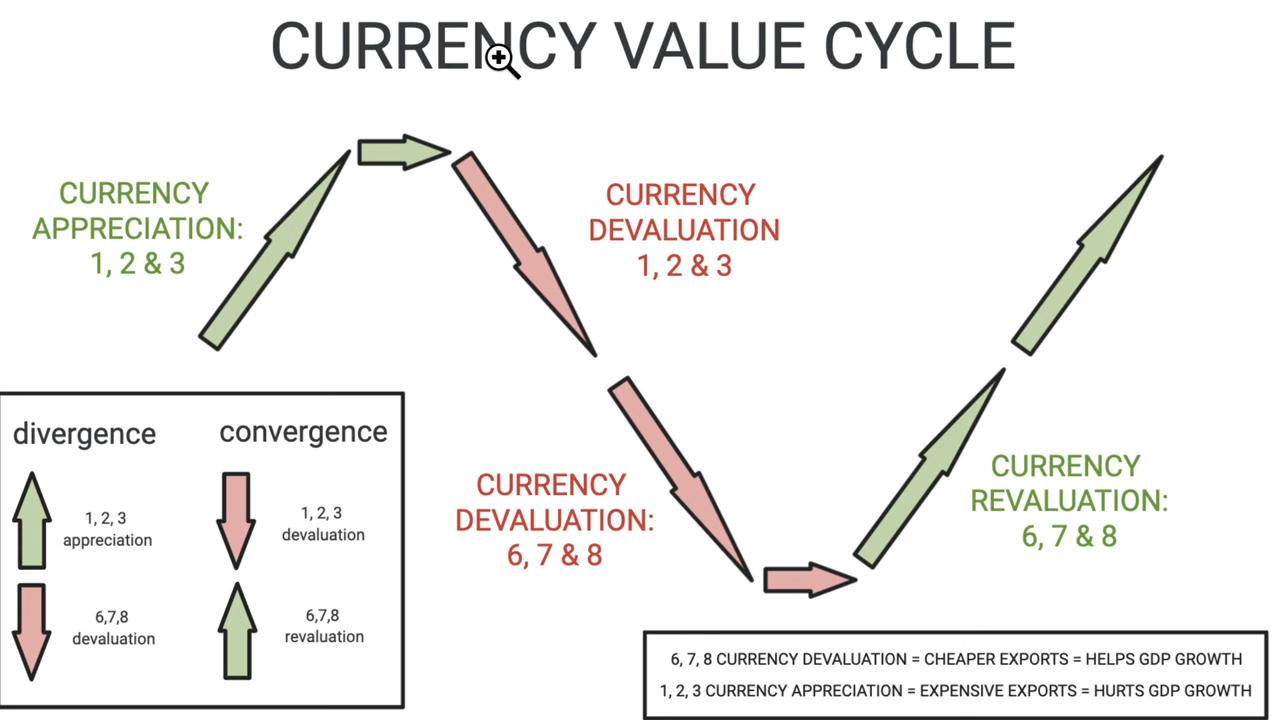 CURRENCY VALUE CYCLE
CURRENCY
APPRECIATION:
1, 2 & 3
CURRENCY
DEVALUATION
1, 2 & 3
divergence
convergence
1, 2, 3
appreciation
1, 2, 3
devaluation
6,7,8
devaluation
6,7,8
revaluation
CURRENCY
DEVALUATION:
6, 7 & 8
CURRENCY
REVALUATION:
6, 7 & 8
6, 7, 8 CURRENCY DEVALUATION = CHEAPER EXPORTS = HELPS GDP GROWTH
1, 2, 3 CURRENCY APPRECIATION = EXPENSIVE EXPORTS = HURTS GDP GROWTH